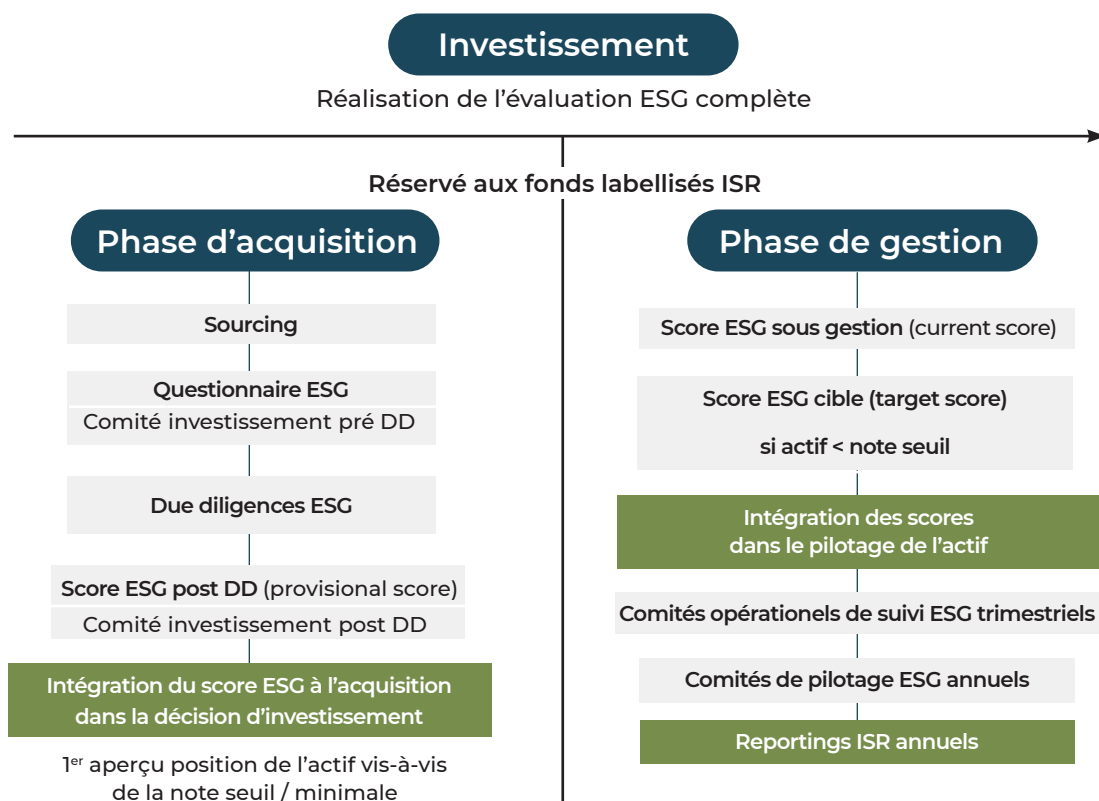 Investissement
Réalisation de l’évaluation ESG complète
Réservé aux fonds labellisés ISR
Phase d’acquisition
Sourcing
Questionnaire ESG
Comité investissement pré DD
Due diligences ESG
Score ESG post DD (provisional score)
Comité investissement post DD
Intégration du score ESG à l’acquisition
dans la décision d’investissement
1er aperçu position de l’actif vis-à-vis
de la note seuil / minimale
Phase de gestion
Score ESG sous gestion (current score)
Score ESG cible (target score)
si actif < note seuil
Intégration des scores
dans le pilotage de l’actif
Comités opérationels de suivi ESG trimestriels
Comités de pilotage ESG annuels
Reportings ISR annuels